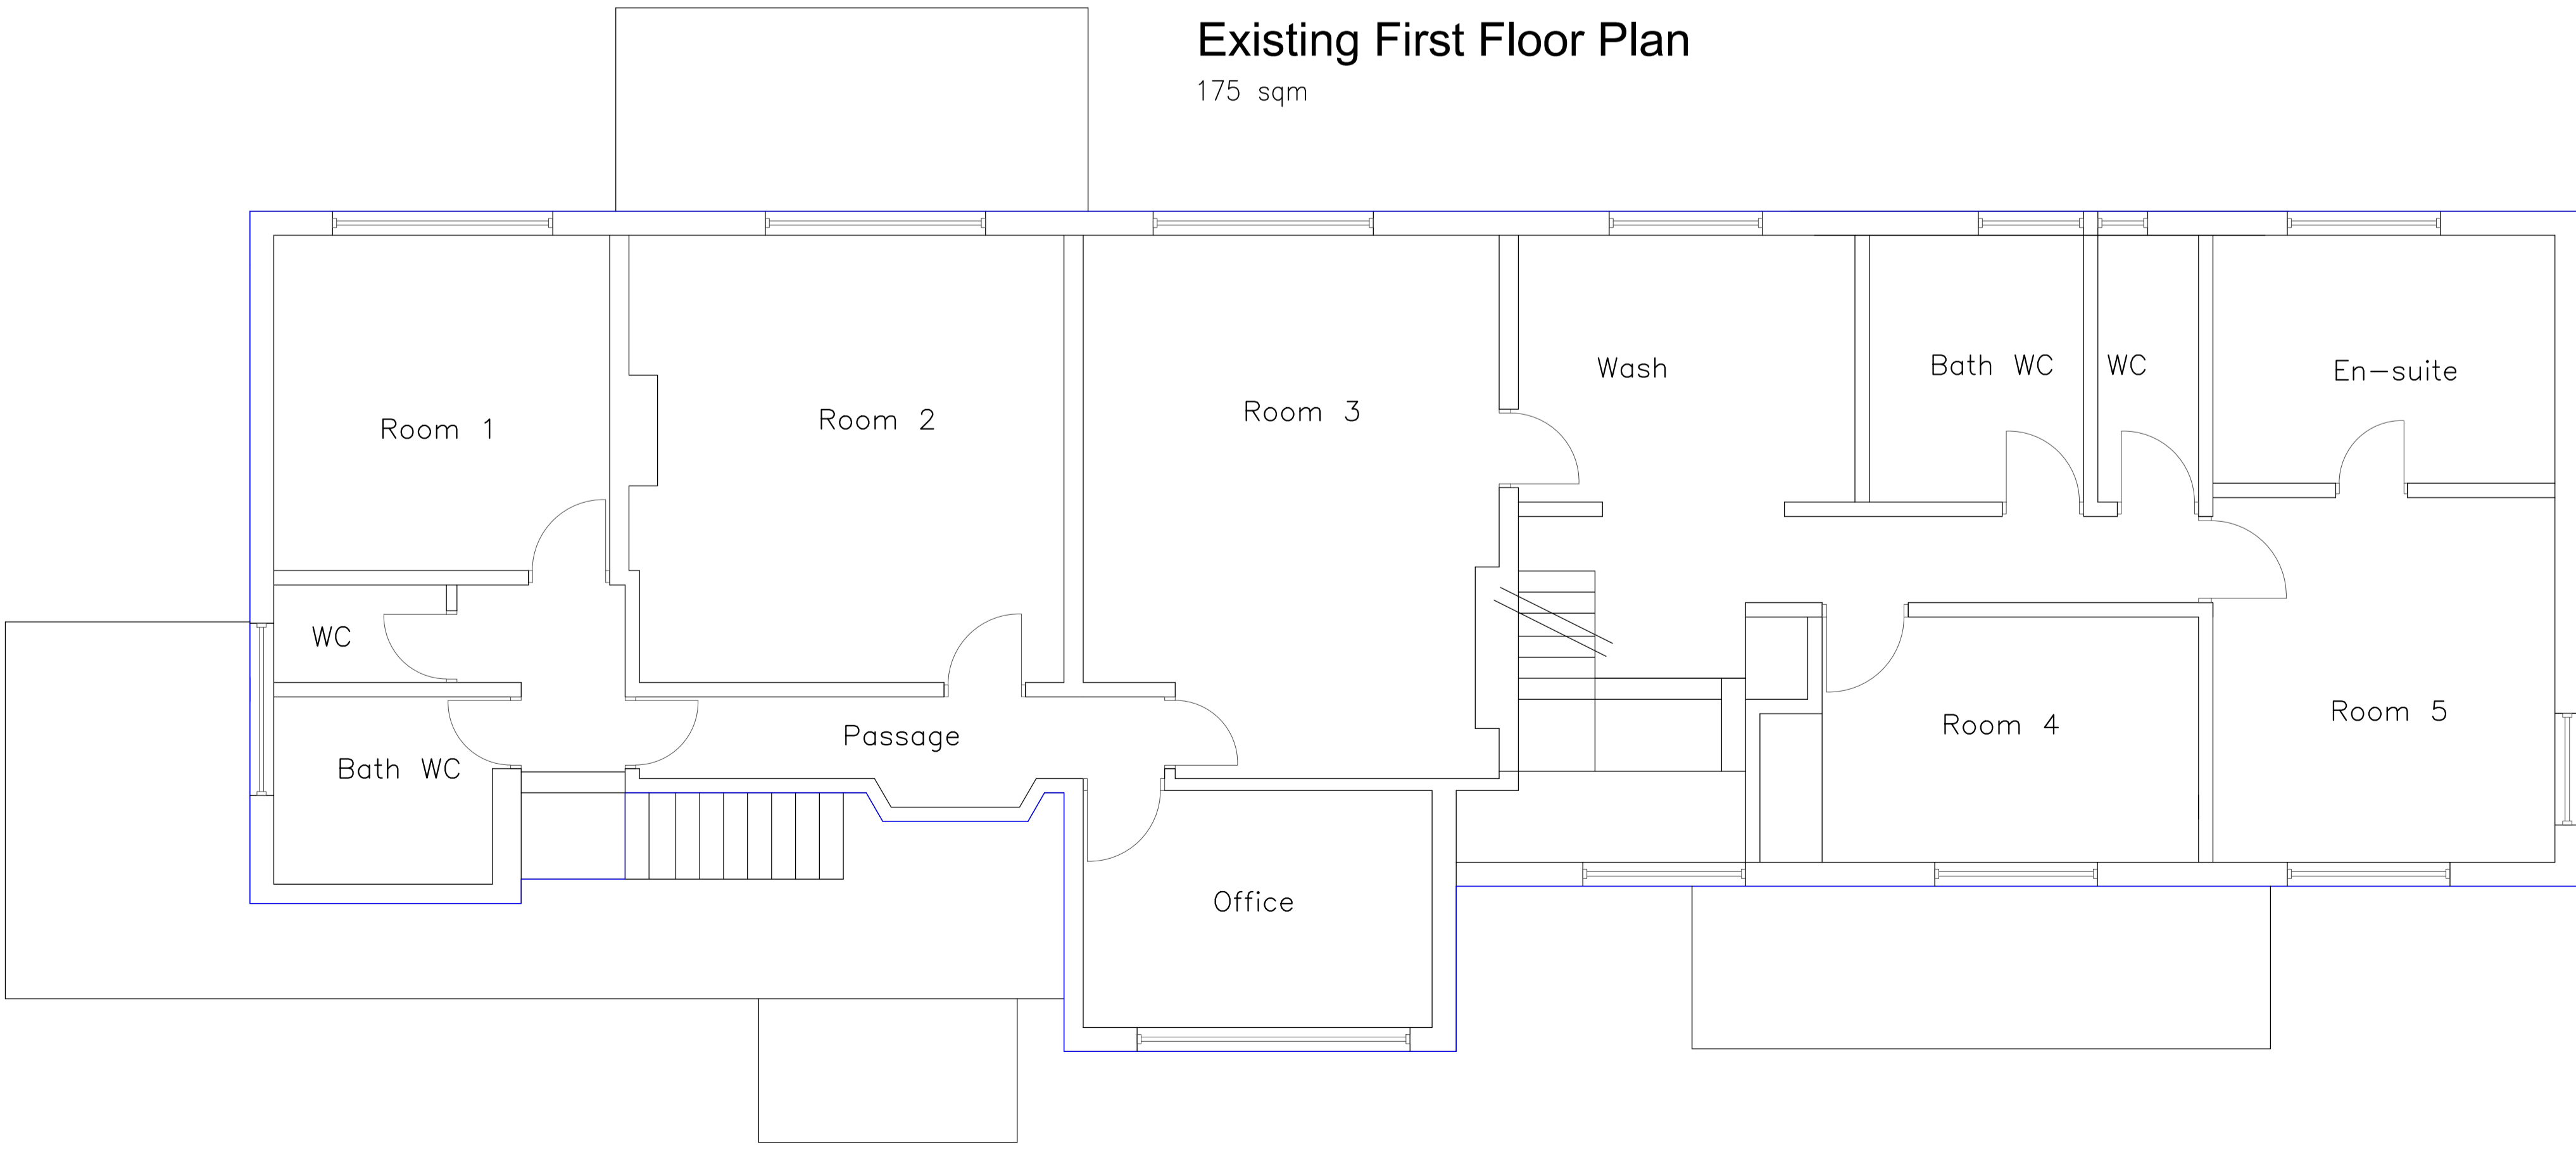 Existing First Floor Plan
175 sqm
Wash
Bath WC
WC
En-suite
Room 1
Room 2
Room 3
WC
Bath WC
Passage
Room 4
Room 5
Office